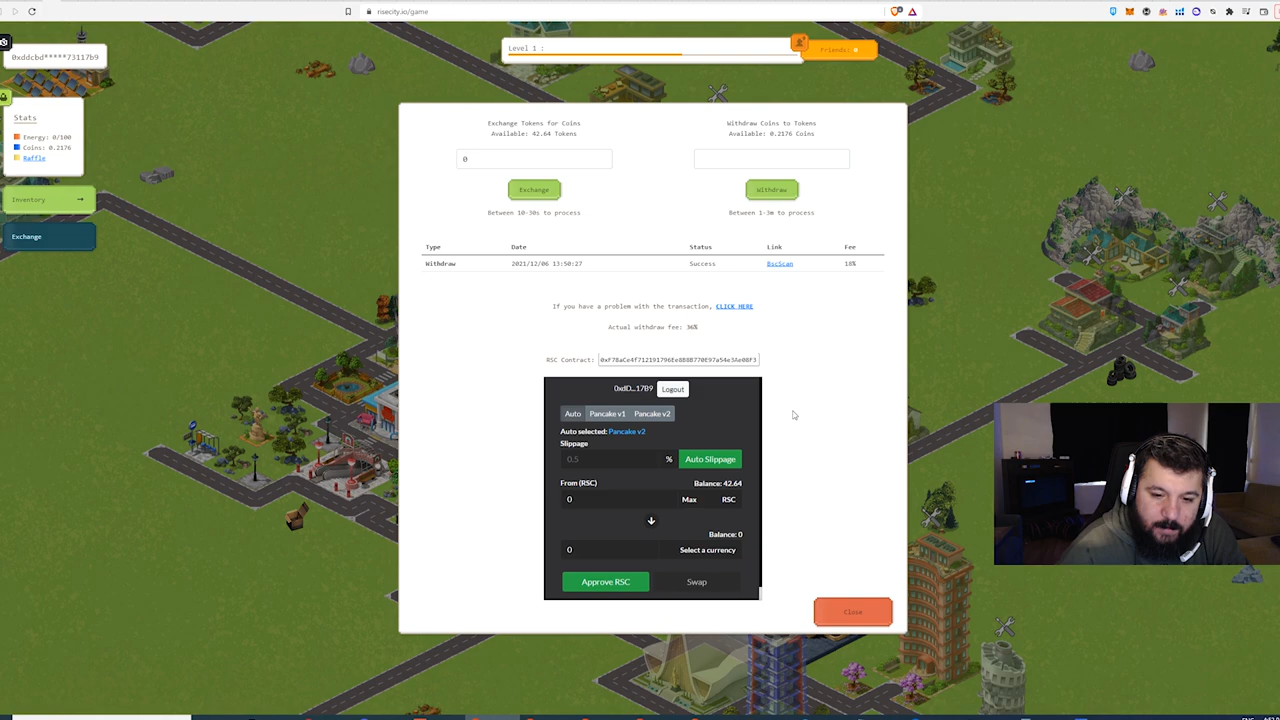 risecity.io/game
0xddcbd*****73117b9
Level 1 :
Friends: 0
Stats
Energy: 0/100
Coins: 0.2176
Raffle
Inventory →
Exchange
Exchange Tokens for Coins
Available: 42.64 Tokens
0
Exchange
Between 10-30s to process
Withdraw Coins to Tokens
Available: 0.2176 Coins
Withdraw
Between 1-3m to process
Type Date Status Link Fee
Withdraw 2021/12/06 13:50:27 Success BscScan 18%
If you have a problem with the transaction, CLICK HERE
Actual withdraw fee: 36%
RSC Contract: 0xF78aCe4f712191796Ee8B8B770E97a54e3Ae08F3
0xdD...17B9 Logout
Auto Pancake v1 Pancake v2
Auto selected: Pancake v2
Slippage
0.5 % Auto Slippage
From (RSC) Balance: 42.64
0 Max RSC
Balance: 0
0 Select a currency
Approve RSC Swap
Close